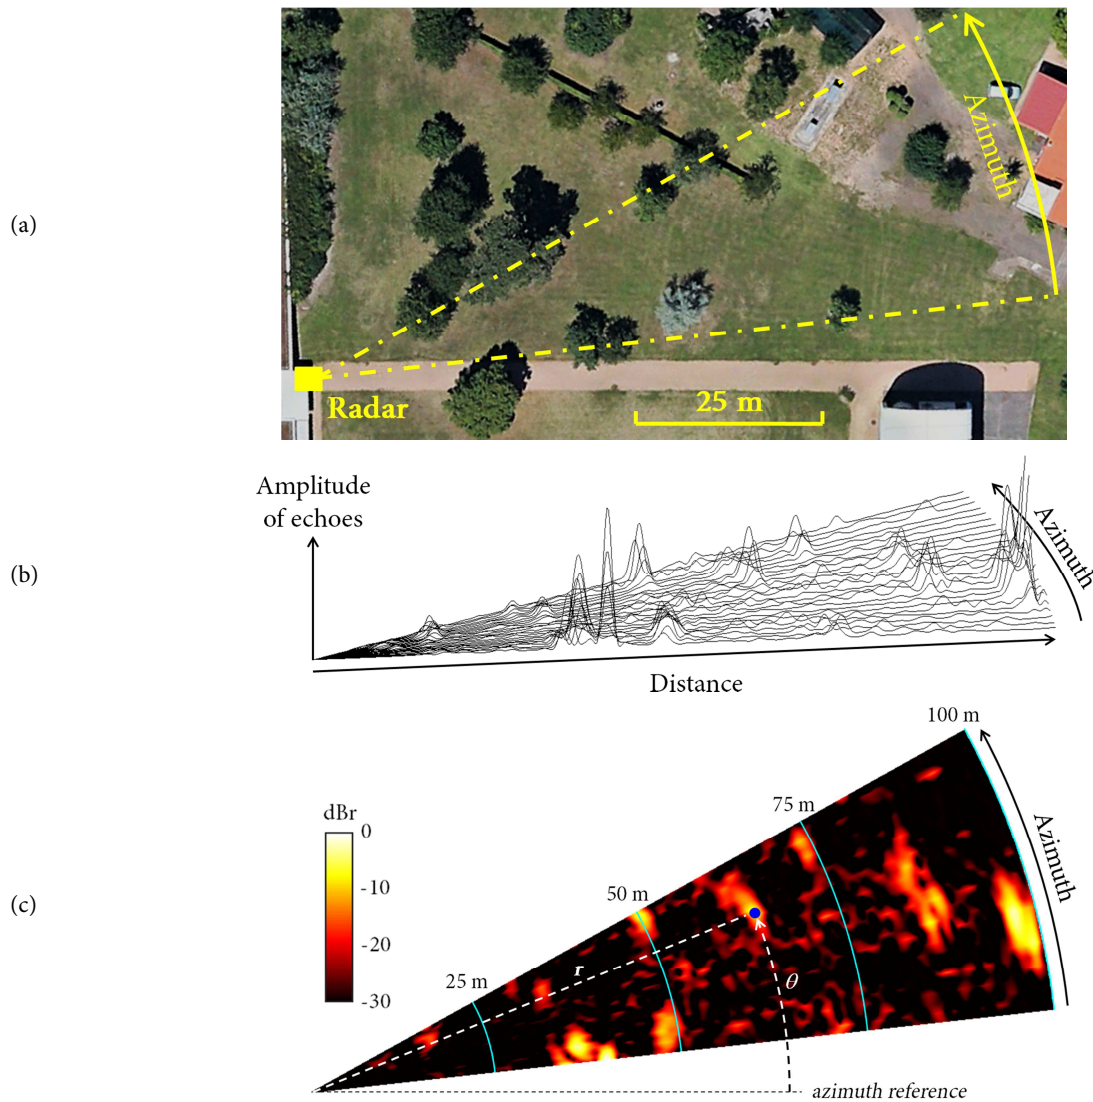 (a)
Azimuth
Radar
25 m
Amplitude
of echoes
Azimuth
(b)
Distance
100 m
dBr
0
75 m
-10
Azimuth
(c)
50 m
-20
r
25 m
θ
-30
azimuth reference